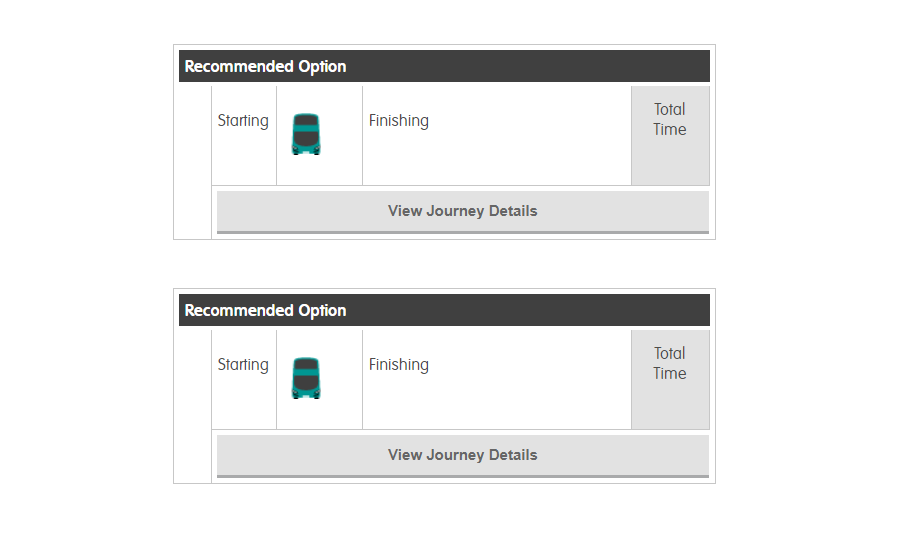 Recommended Option
Starting
Finishing
Total
Time
View Journey Details
Recommended Option
Starting
Finishing
Total
Time
View Journey Details